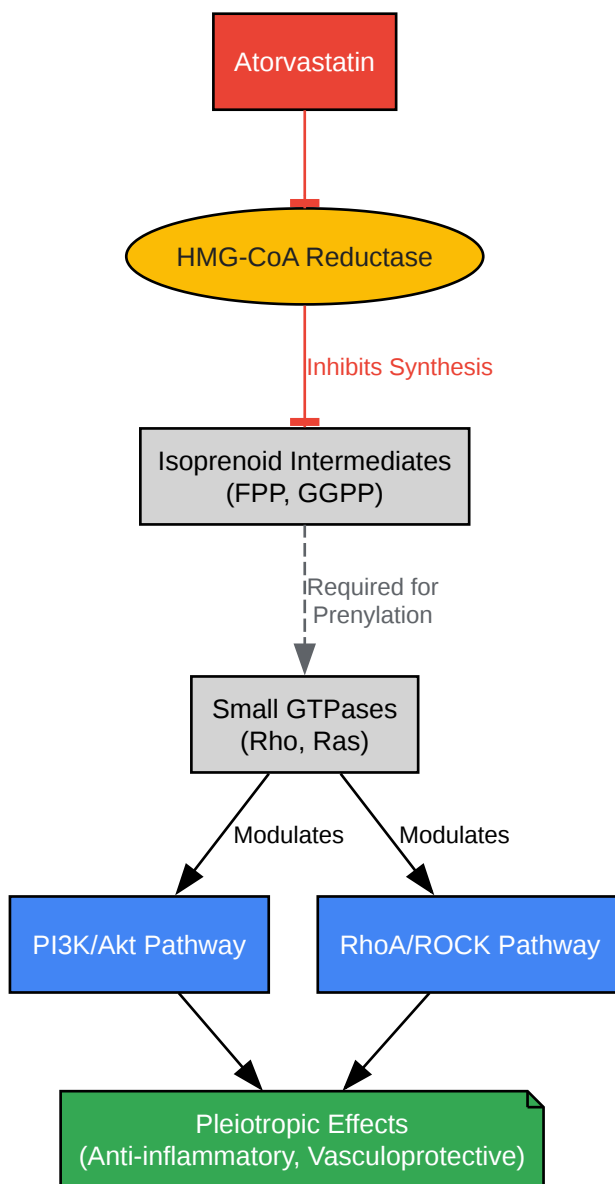 Atorvastatin
HMG-CoA Reductase
Inhibits Synthesis
Isoprenoid Intermediates
(FPP, GGPP)
Required for
Prenylation
Small GTPases
(Rho, Ras)
Modulates
Modulates
PI3K/Akt Pathway
RhoA/ROCK Pathway
Pleiotropic Effects
(Anti-inflammatory, Vasculoprotective)